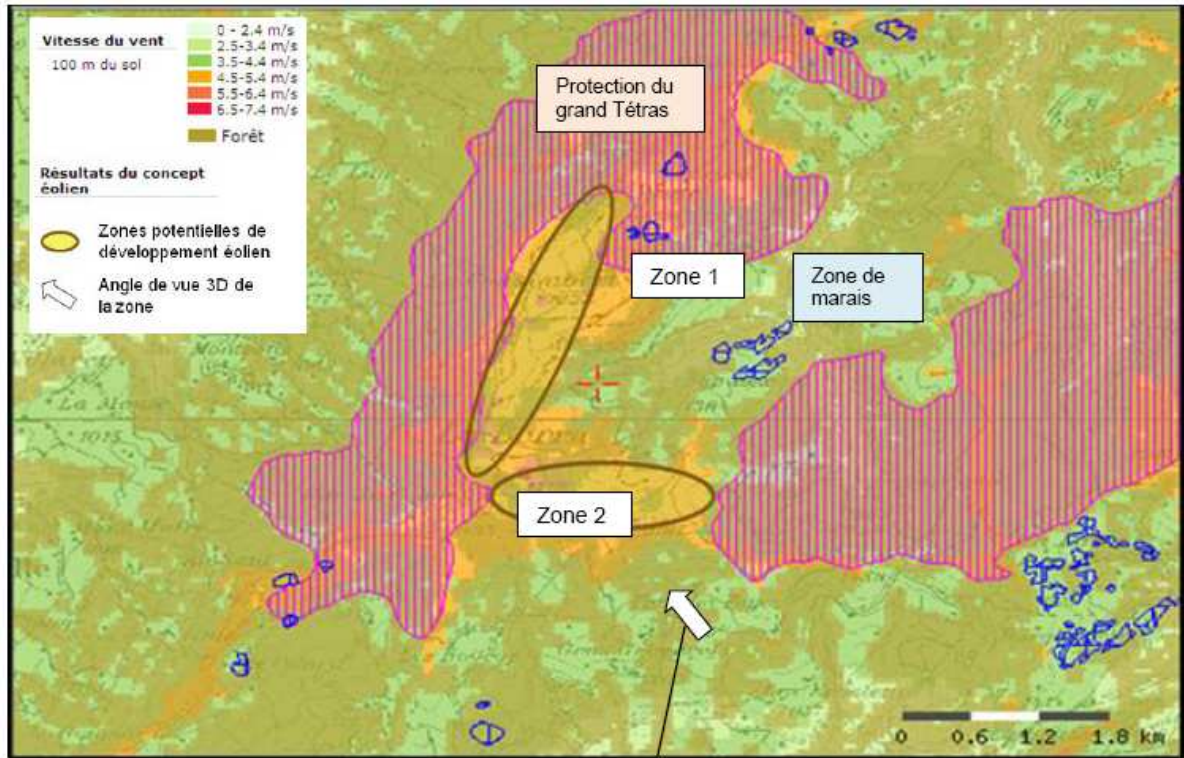 Vitesse du vent
100 m du sol
0 - 2.4 m/s
2.5-3.4 m/s
3.5-4.4 m/s
4.5-5.4 m/s
5.5-6.4 m/s
6.5-7.4 m/s
Forêt
Résultats du concept
éolien
Zones potentielles de
développement éolien
Angle de vue 3D de
la zone
Protection du
grand Tétras
Zone 1
Zone de
marais
Zone 2
1015
0 0.6 1.2 1.8 km